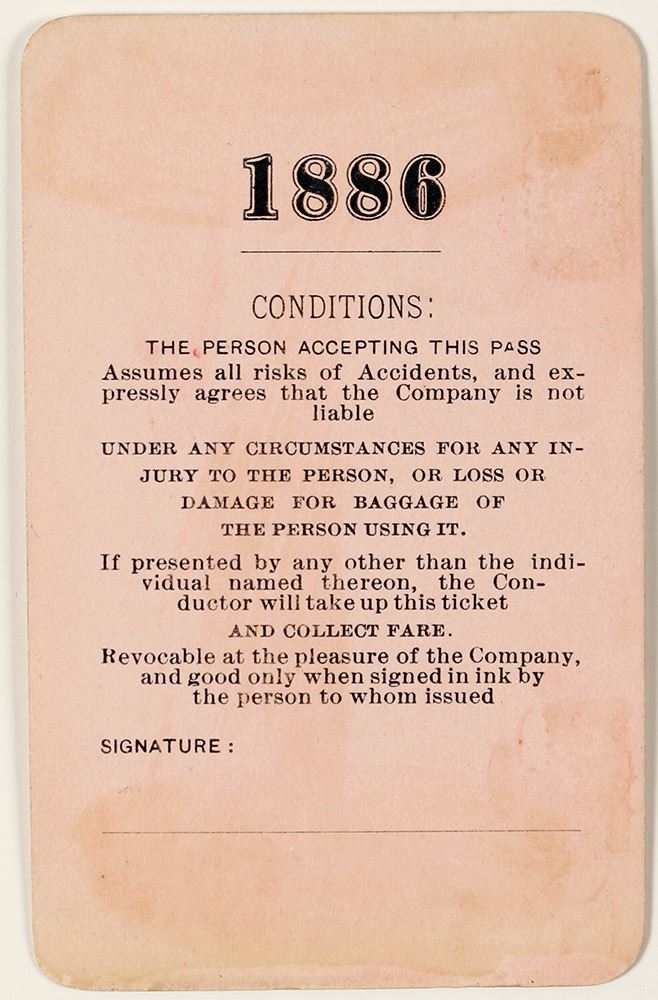 1886
CONDITIONS:
THE PERSON ACCEPTING THIS PASS
Assumes all risks of Accidents, and ex-
pressly agrees that the Company is not
liable
UNDER ANY CIRCUMSTANCES FOR ANY IN-
JURY TO THE PERSON, OR LOSS OR
DAMAGE FOR BAGGAGE OF
THE PERSON USING IT.
If presented by any other than the indi-
vidual named thereon, the Con-
ductor will take up this ticket
AND COLLECT FARE.
Revocable at the pleasure of the Company,
and good only when signed in ink by
the person to whom issued
SIGNATURE: